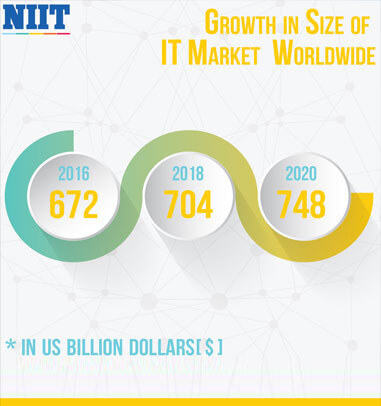 NIIT
Growth in Size of
IT Market Worldwide
2016
672
2018
704
2020
748
* IN US BILLION DOLLARS[$]